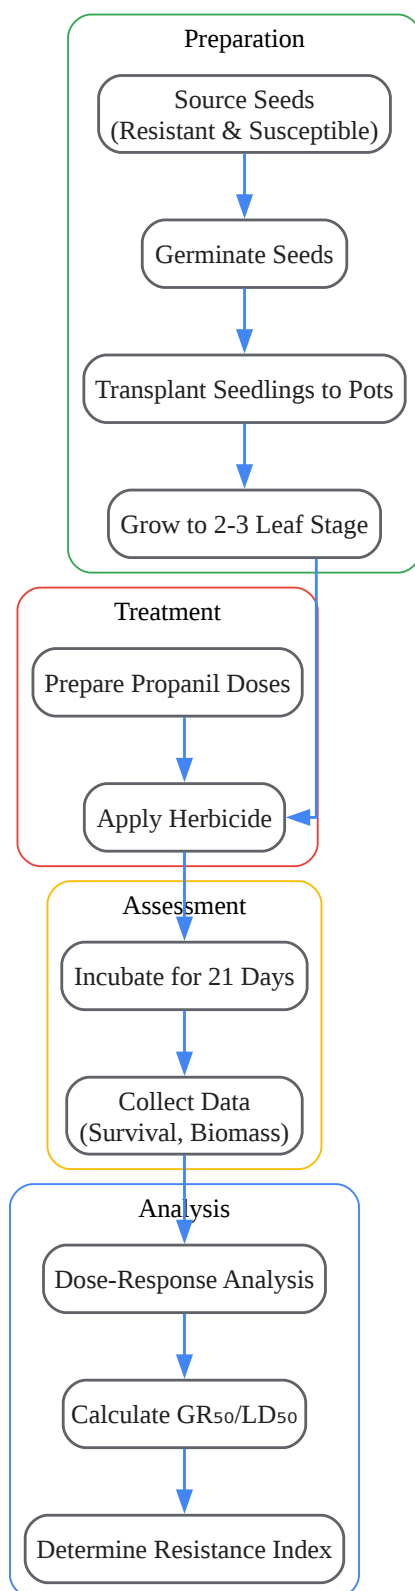 Preparation
Source Seeds
(Resistant & Susceptible)
Germinate Seeds
Transplant Seedlings to Pots
Grow to 2-3 Leaf Stage
Treatment
Prepare Propanil Doses
Apply Herbicide
Assessment
Incubate for 21 Days
Collect Data
(Survival, Biomass)
Analysis
Dose-Response Analysis
Calculate GR₅₀/LD₅₀
Determine Resistance Index